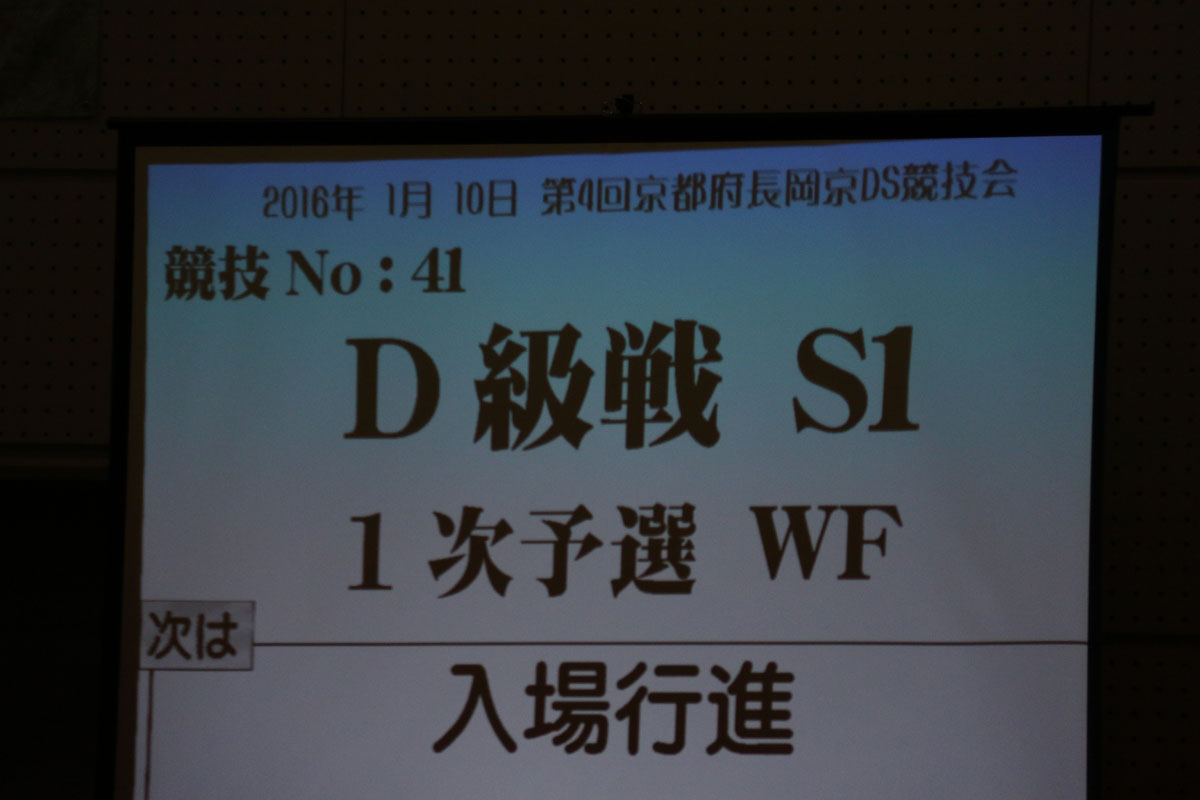 2016年 1月 10日 第4回京都府長岡京DS競技会
競技 No：41
D 級戦 S1
1 次予選 WF
次は
入場行進